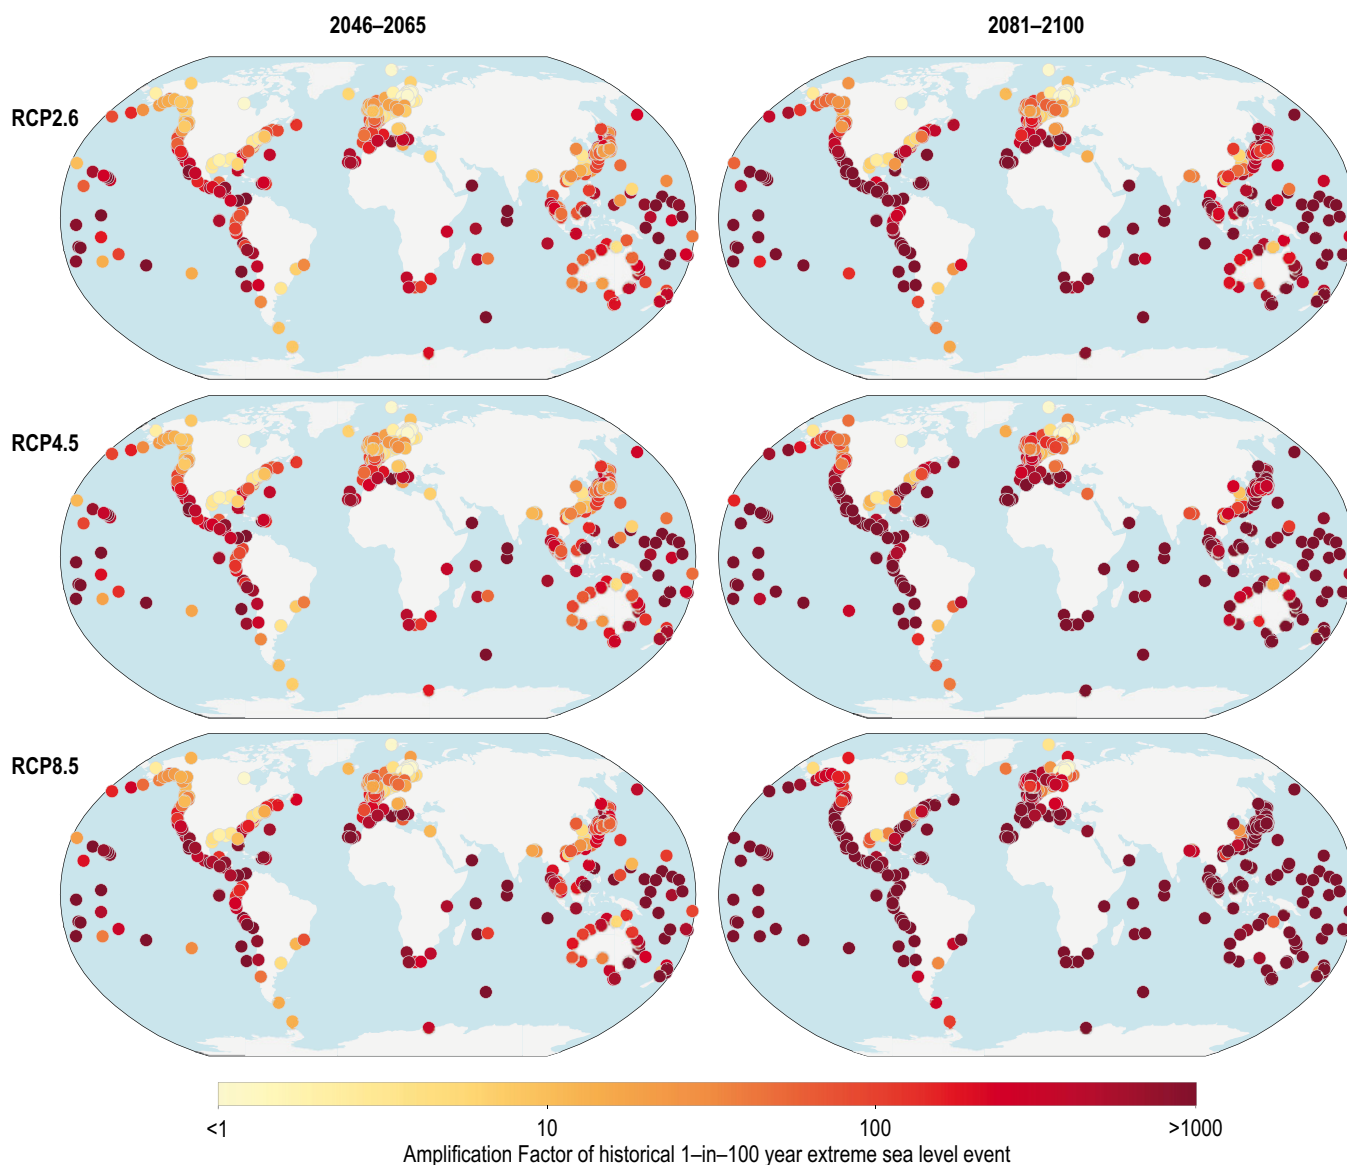 2046–2065
2081–2100
RCP2.6
RCP4.5
RCP8.5
<1
10
100
>1000
Amplification Factor of historical 1–in–100 year extreme sea level event